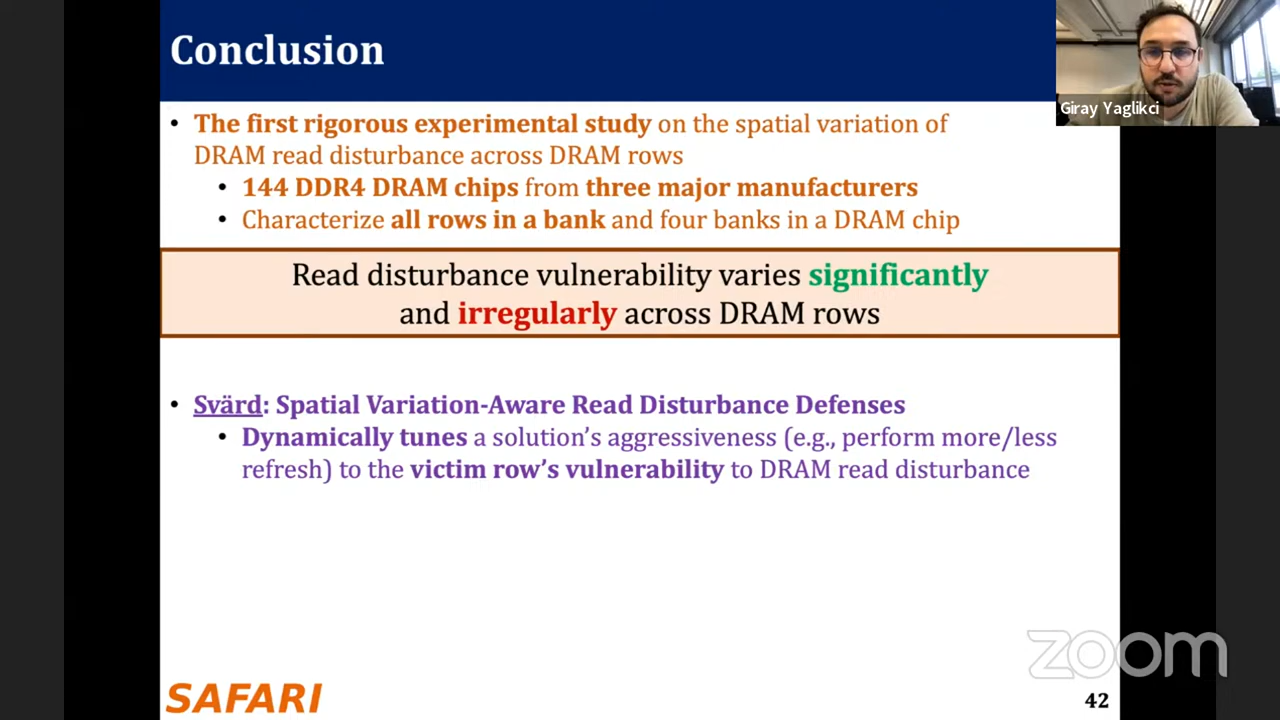 Conclusion
Giray Yaglikci
• The first rigorous experimental study on the spatial variation of
DRAM read disturbance across DRAM rows
• 144 DDR4 DRAM chips from three major manufacturers
• Characterize all rows in a bank and four banks in a DRAM chip
Read disturbance vulnerability varies significantly
and irregularly across DRAM rows
• Svärd: Spatial Variation-Aware Read Disturbance Defenses
• Dynamically tunes a solution’s aggressiveness (e.g., perform more/less
refresh) to the victim row’s vulnerability to DRAM read disturbance
zoom
SAFARI
42